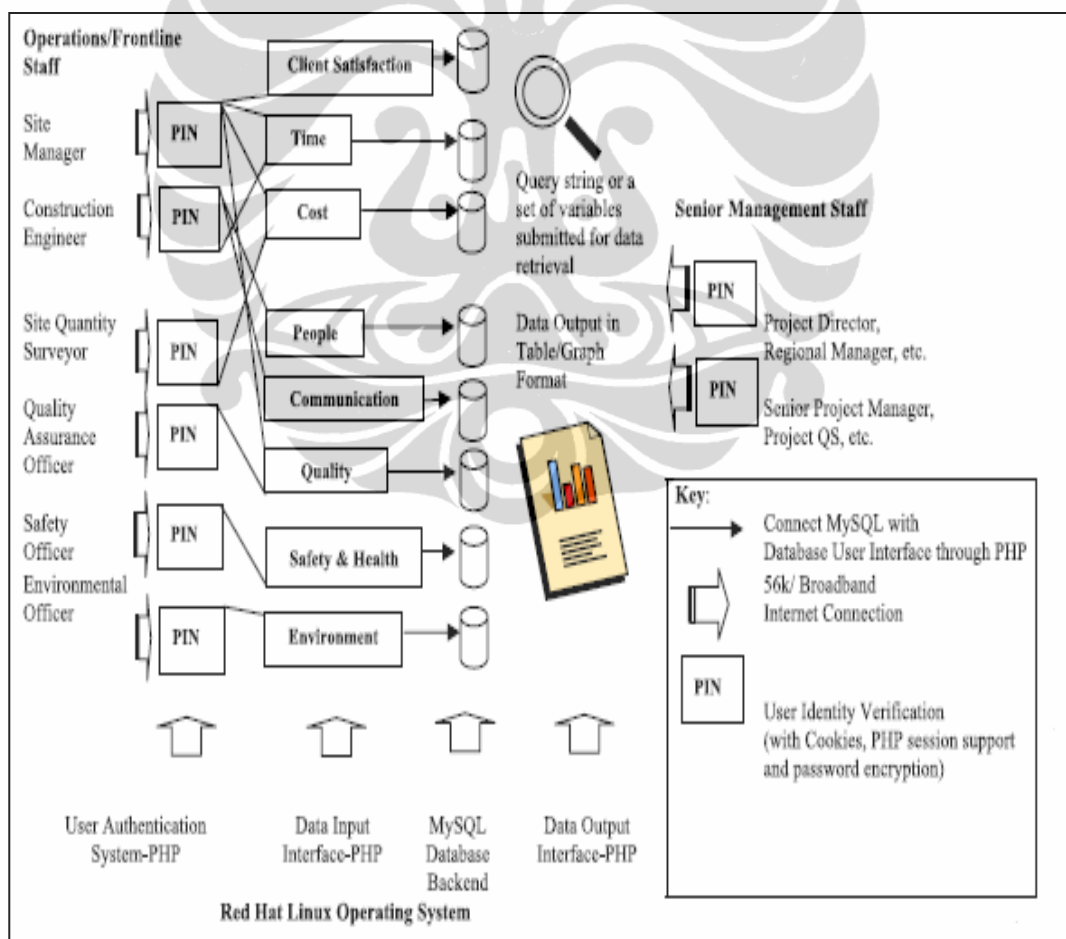 Operations/Frontline
Staff
Site
Manager
Construction
Engineer
Site Quantity
Surveyor
Quality
Assurance
Officer
Safety
Officer
Environmental
Officer
PIN
PIN
PIN
PIN
PIN
PIN
Client Satisfaction
Time
Cost
People
Communication
Quality
Safety & Health
Environment
Query string or a
set of variables
submitted for data
retrieval
Data Output in
Table/Graph
Format
Senior Management Staff
PIN
Project Director,
Regional Manager, etc.
PIN
Senior Project Manager,
Project QS, etc.
Key:
Connect MySQL with
Database User Interface through PHP
56k/ Broadband
Internet Connection
PIN
User Identity Verification
(with Cookies, PHP session support
and password encryption)
User Authentication
System-PHP
Data Input
Interface-PHP
MySQL
Database
Backend
Data Output
Interface-PHP
Red Hat Linux Operating System